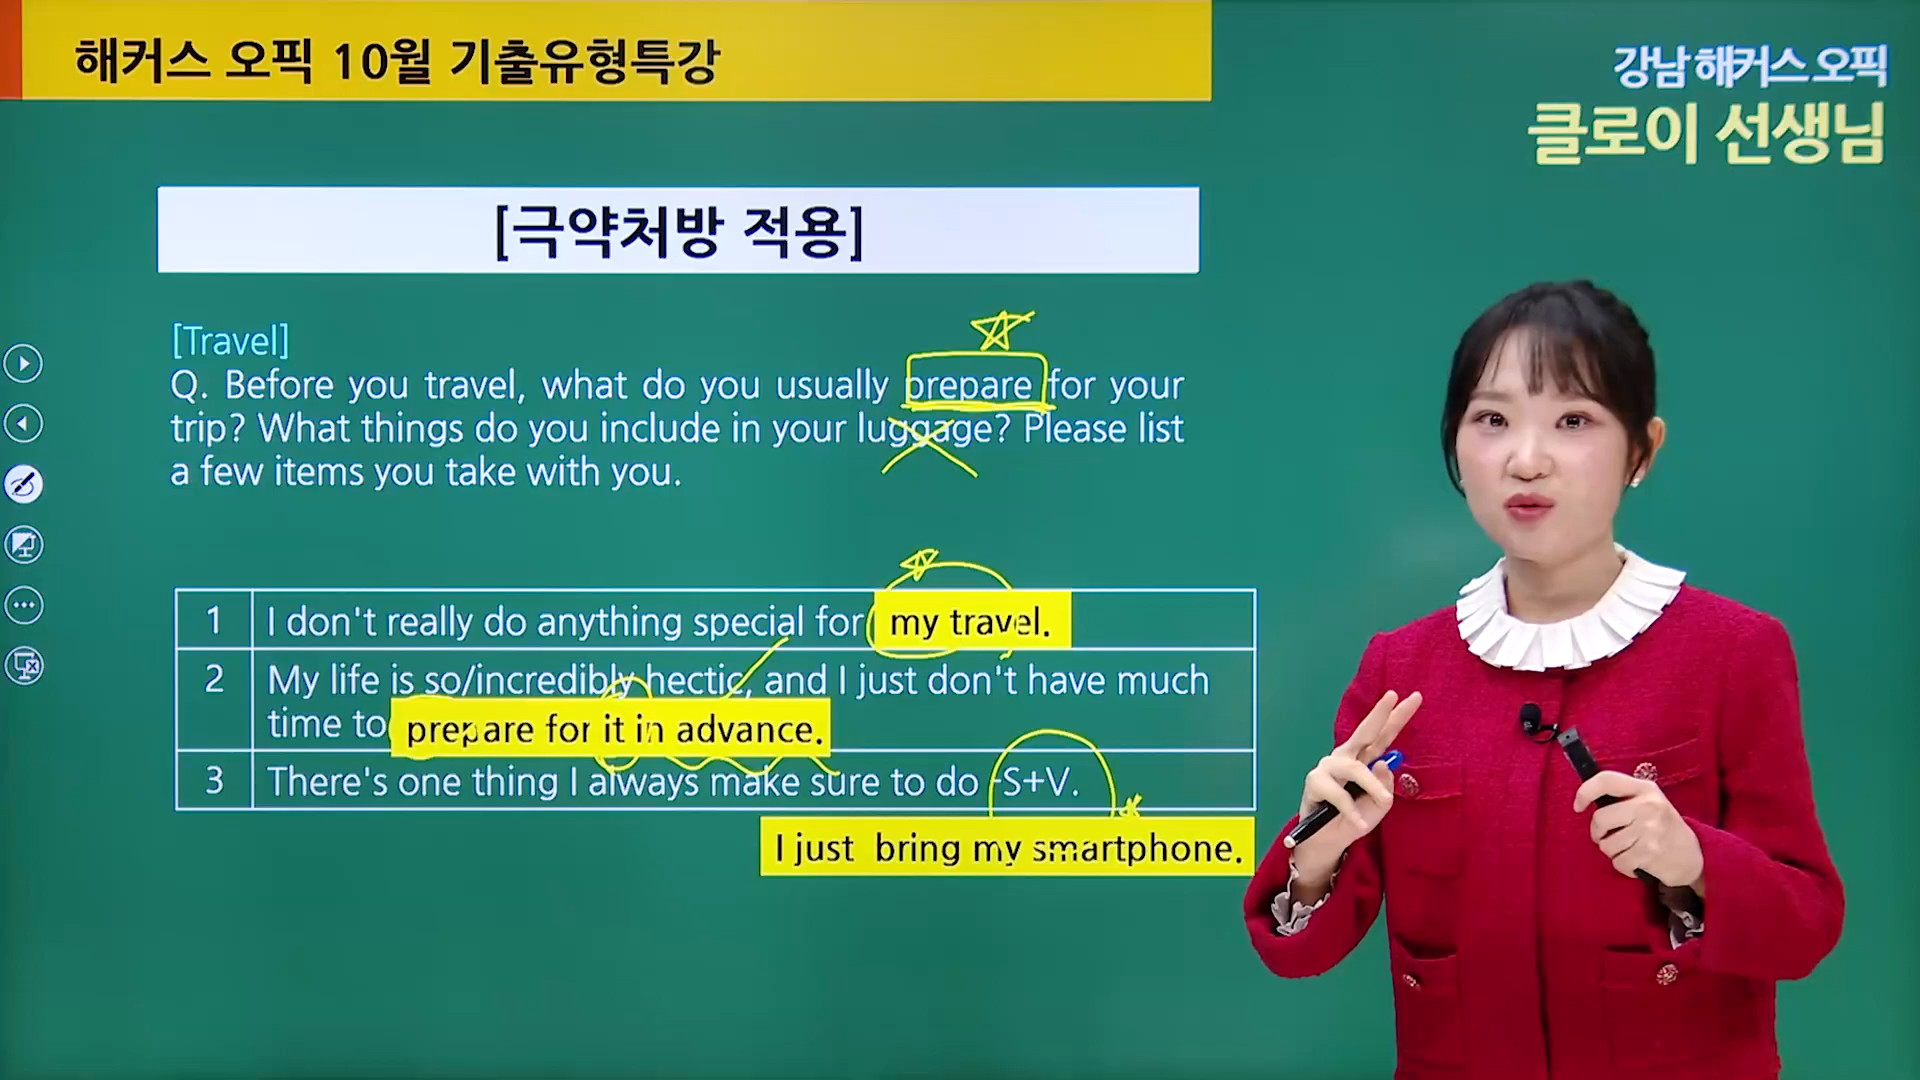 해커스 오픽 10월 기출유형특강
강남 해커스 오픽
클로이 선생님
[극약처방 적용]
[Travel]
Q. Before you travel, what do you usually prepare for your
trip? What things do you include in your luggage? Please list
a few items you take with you.
1 I don't really do anything special for my travel.
2 My life is so/incredibly hectic, and I just don't have much
time to prepare for it in advance.
3 There's one thing I always make sure to do -S+V.
I just bring my smartphone.